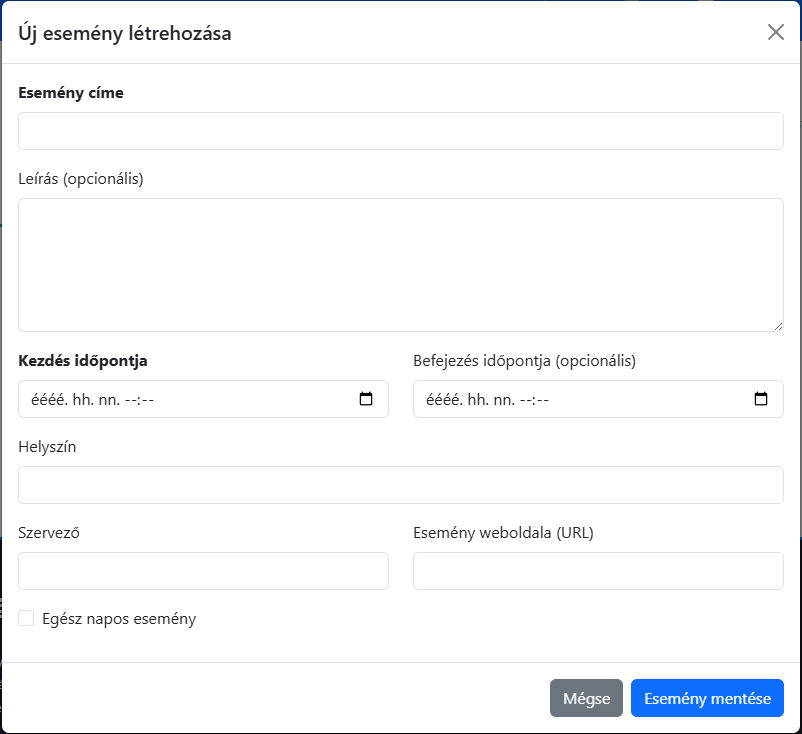 Új esemény létrehozása
Esemény címe
Leírás (opcionális)
Kezdés időpontja
Befejezés időpontja (opcionális)
éééé. hh. nn. --:--
éééé. hh. nn. --:--
Helyszín
Szervező
Esemény weboldala (URL)
Egész napos esemény
Mégse
Esemény mentése